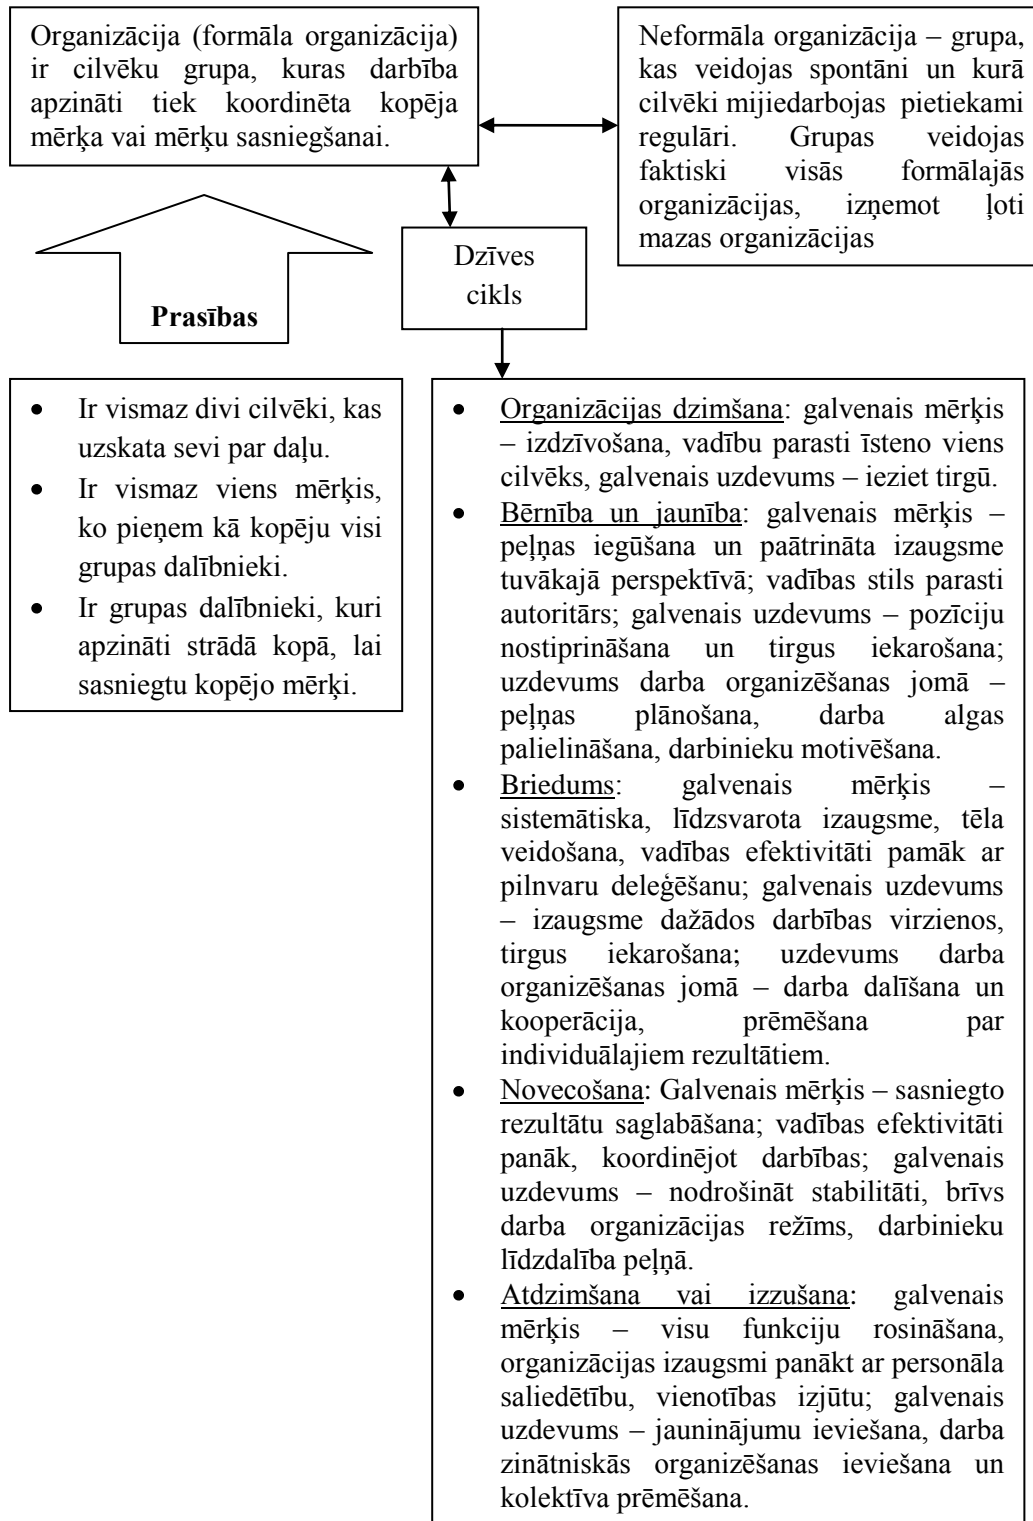 Organizācija (formāla organizācija)
ir cilvēku grupa, kuras darbība
apzināti tiek koordinēta kopēja
mērķa vai mērķu sasniegšanai.
Neformāla organizācija – grupa,
kas veidojas spontāni un kurā
cilvēki mijiedarbojas pietiekami
regulāri. Grupas veidojas
faktiski visās formālajās
organizācijas, izņemot ļoti
mazas organizācijas
Dzīves
cikls
Prasības
• Ir vismaz divi cilvēki, kas
uzskata sevi par daļu.
• Ir vismaz viens mērķis,
ko pieņem kā kopēju visi
grupas dalībnieki.
• Ir grupas dalībnieki, kuri
apzināti strādā kopā, lai
sasniegtu kopējo mērķi.
• Organizācijas dzimšana: galvenais mērķis
– izdzīvošana, vadību parasti īsteno viens
cilvēks, galvenais uzdevums – ieziet tirgū.
• Bērnība un jaunība: galvenais mērķis –
peļņas iegūšana un paātrināta izaugsme
tuvākajā perspektīvā; vadības stils parasti
autoritārs; galvenais uzdevums – pozīciju
nostiprināšana un tirgus iekarošana;
uzdevums darba organizēšanas jomā –
peļņas plānošana, darba algas
palielināšana, darbinieku motivēšana.
• Briedums: galvenais mērķis –
sistemātiska, līdzsvarota izaugsme, tēla
veidošana, vadības efektivitāti pamāk ar
pilnvaru deleģēšanu; galvenais uzdevums
– izaugsme dažādos darbības virzienos,
tirgus iekarošana; uzdevums darba
organizēšanas jomā – darba dalīšana un
kooperācija, prēmēšana par
individuālajiem rezultātiem.
• Novecošana: Galvenais mērķis – sasniegto
rezultātu saglabāšana; vadības efektivitāti
panāk, koordinējot darbības; galvenais
uzdevums – nodrošināt stabilitāti, brīvs
darba organizācijas režīms, darbinieku
līdzdalība peļņā.
• Atdzimšana vai izzušana: galvenais
mērķis – visu funkciju rosināšana,
organizācijas izaugsmi panākt ar personāla
saliedētību, vienotības izjūtu; galvenais
uzdevums – jauninājumu ieviešana, darba
zinātniskās organizēšanas ieviešana un
kolektīva prēmēšana.